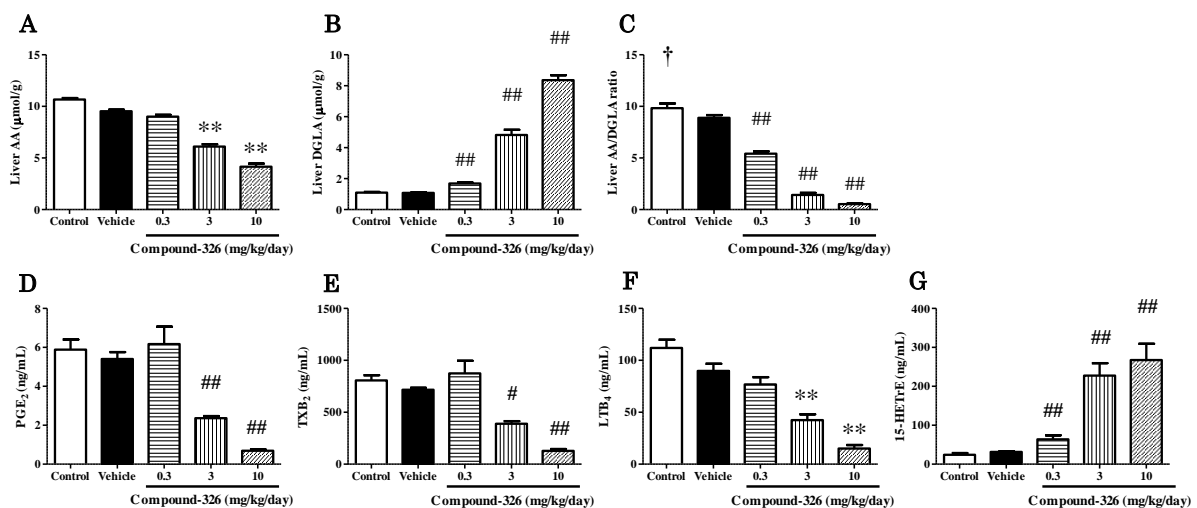 A
Liver AA (μmol/g)
15
10
5
0
**
**
Control Vehicle 0.3 3 10
Compound-326 (mg/kg/day)
B
Liver DGLA (μmol/g)
10
8
6
4
2
0
##
##
##
Control Vehicle 0.3 3 10
Compound-326 (mg/kg/day)
C
Liver AA/DGLA ratio
15
10
5
0
†
##
##
##
Control Vehicle 0.3 3 10
Compound-326 (mg/kg/day)
D
PGE₂ (ng/mL)
8
6
4
2
0
##
##
Control Vehicle 0.3 3 10
Compound-326 (mg/kg/day)
E
TXB₂ (ng/mL)
1500
1000
500
0
#
##
Control Vehicle 0.3 3 10
Compound-326 (mg/kg/day)
F
LTB₄ (ng/mL)
150
100
50
0
**
**
Control Vehicle 0.3 3 10
Compound-326 (mg/kg/day)
G
15-HETrE (ng/mL)
400
300
200
100
0
##
##
##
Control Vehicle 0.3 3 10
Compound-326 (mg/kg/day)